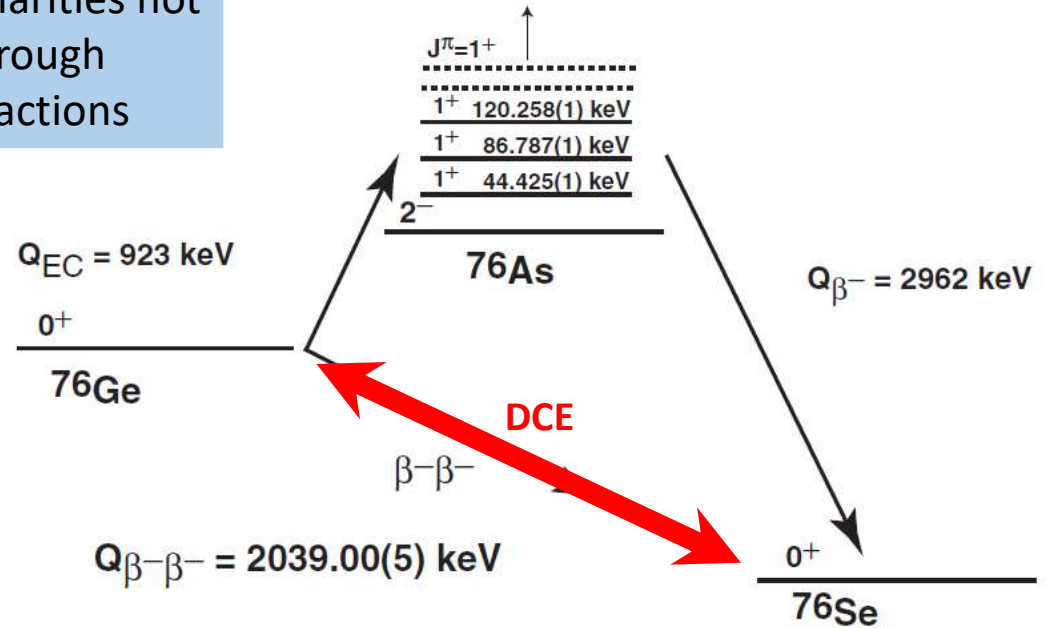 not
rough
actions
Jπ=1+
1+ 120.258(1) keV
1+ 86.787(1) keV
1+ 44.425(1) keV
2−
76As
QEC = 923 keV
0+
76Ge
Qβ− = 2962 keV
DCE
β−β−
Qβ−β− = 2039.00(5) keV
0+
76Se